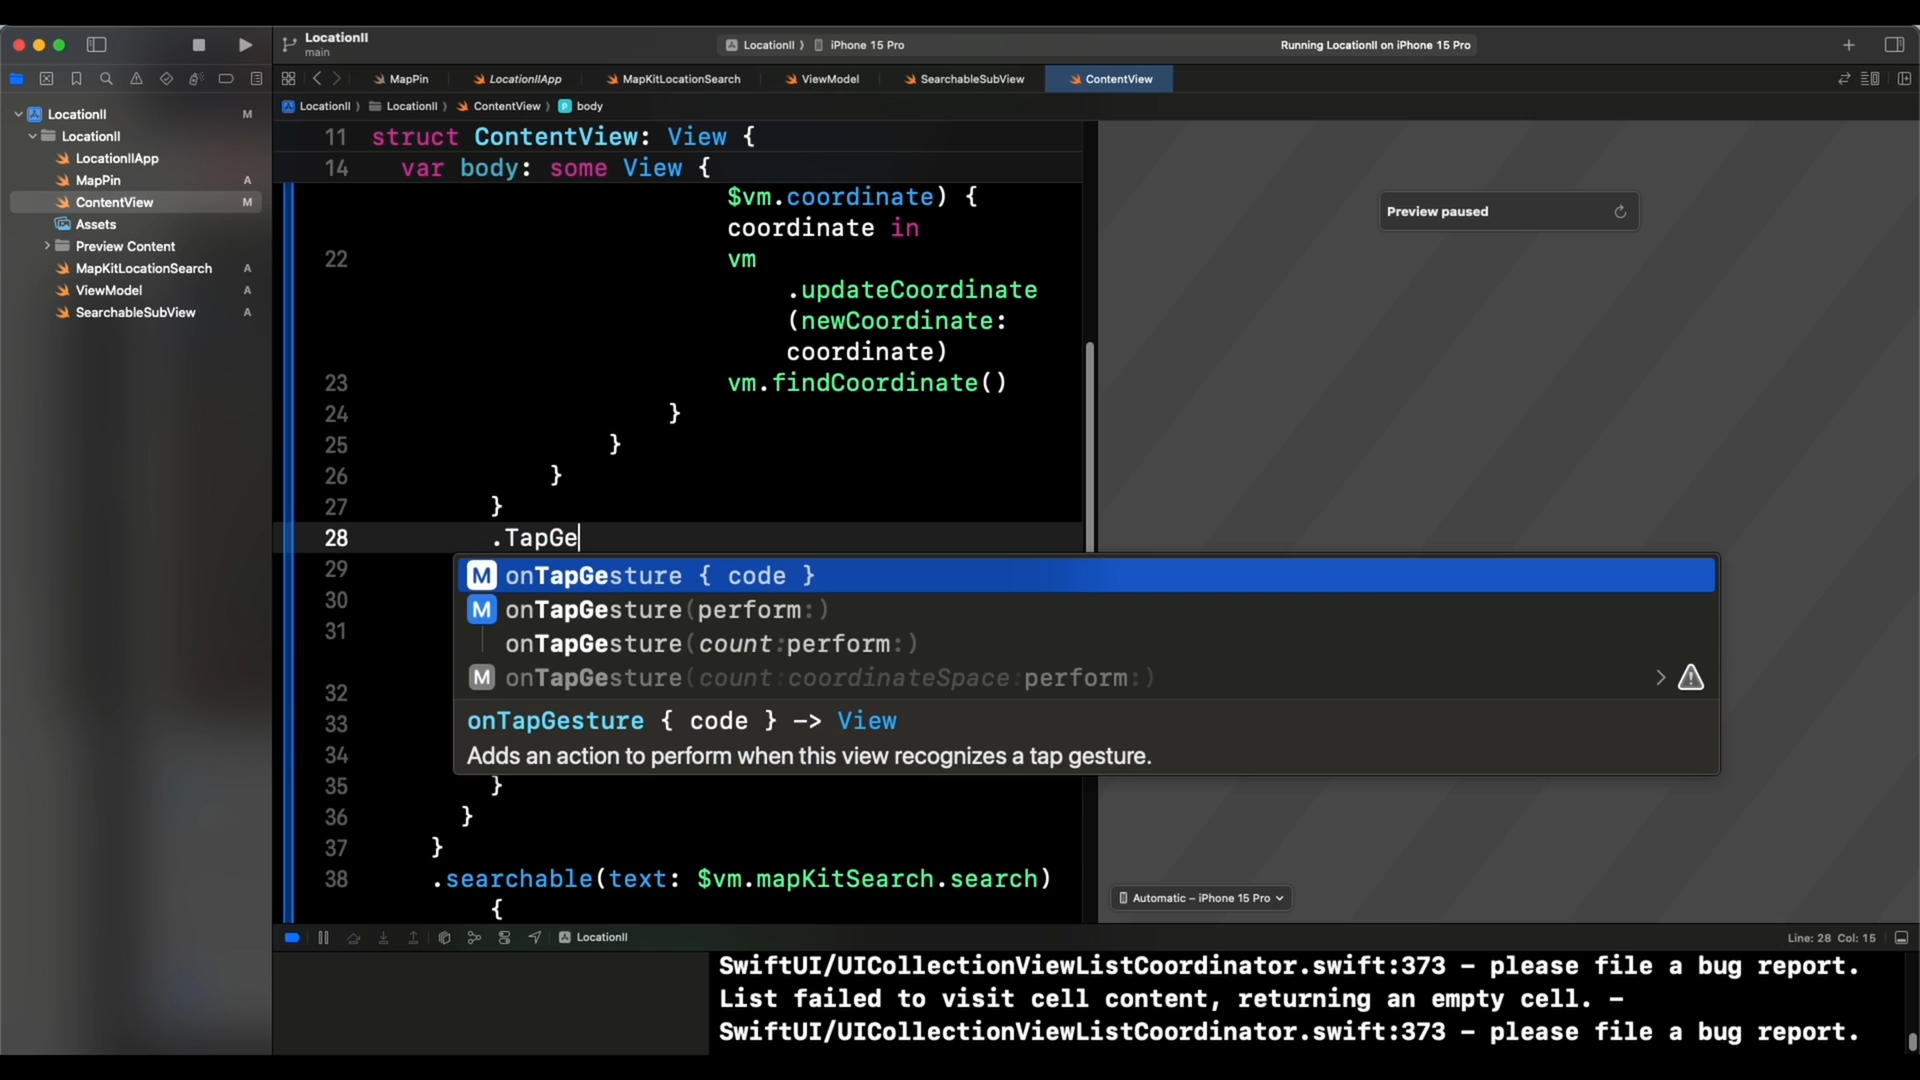 LocationII
main
LocationII
iPhone 15 Pro
Running LocationII on iPhone 15 Pro
MapPin
LocationIIApp
MapKitLocationSearch
ViewModel
SearchableSubView
ContentView
LocationII
LocationII
ContentView
body
LocationII M
LocationII
LocationIIApp
MapPin A
ContentView M
Assets
Preview Content
MapKitLocationSearch A
ViewModel A
SearchableSubView A
11 struct ContentView: View {
14 var body: some View {
$vm.coordinate) {
coordinate in
22 vm
.updateCoordinate
(newCoordinate:
coordinate)
23 vm.findCoordinate()
24 }
25 }
26 }
27 }
28 .TapGe
29
30
31
32
33
34
35 }
36 }
37 }
38 .searchable(text: $vm.mapKitSearch.search)
{
M onTapGesture { code }
M onTapGesture(perform:)
onTapGesture(count:perform:)
M onTapGesture(count:coordinateSpace:perform:)
onTapGesture { code } -> View
Adds an action to perform when this view recognizes a tap gesture.
Preview paused
Automatic – iPhone 15 Pro
LocationII
Line: 28 Col: 15
SwiftUI/UICollectionViewListCoordinator.swift:373 - please file a bug report.
List failed to visit cell content, returning an empty cell. -
SwiftUI/UICollectionViewListCoordinator.swift:373 - please file a bug report.